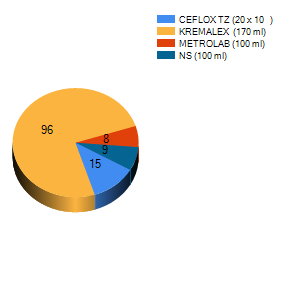 CEFLOX TZ (20 x 10 )
KREMALEX (170 ml)
METROLAB (100 ml)
NS (100 ml)
96
8
9
15